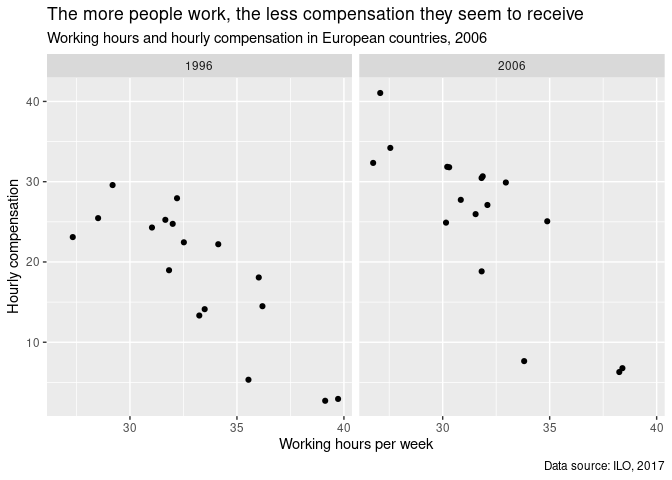 The more people work, the less compensation they seem to receive
Working hours and hourly compensation in European countries, 2006
1996
2006
40
30
20
10
Hourly compensation
30
35
40
30
35
40
Working hours per week
Data source: ILO, 2017